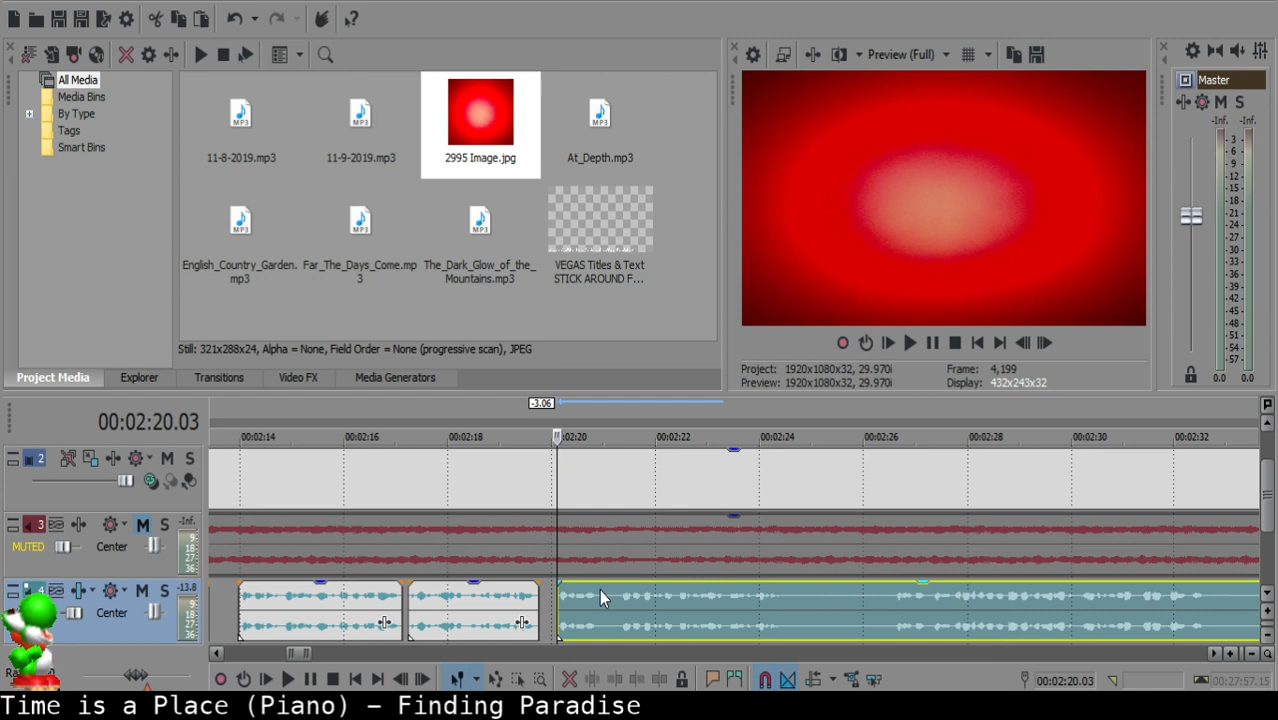 All Media
Media Bins
By Type
Tags
Smart Bins
11-8-2019.mp3
11-9-2019.mp3
2995 Image.jpg
At_Depth.mp3
English_Country_Garden.
mp3
Far_The_Days_Come.mp
3
The_Dark_Glow_of_the_
Mountains.mp3
VEGAS Titles & Text
STICK AROUND F...
Still: 321x288x24, Alpha = None, Field Order = None (progressive scan), JPEG
Project Media
Explorer
Transitions
Video FX
Media Generators
Preview (Full)
Project: 1920x1080x32, 29.970i
Preview: 1920x1080x32, 29.970i
Frame: 4,199
Display: 432x243x32
Master
M S
-Inf. -Inf.
3
6
9
12
15
18
21
24
27
30
33
36
39
42
45
48
51
54
57
0.0 0.0
-3.06
00:02:20.03
00:02:14 00:02:16 00:02:18 :02:20 00:02:22 00:02:24 00:02:26 00:02:28 00:02:30 00:02:32
2 M S
3 M S -Inf.
MUTED Center
9
18
27
36
4 M S -13.8
Center
9
18
27
36
00:02:20.03
00:27:57.15
Time is a Place (Piano) – Finding Paradise